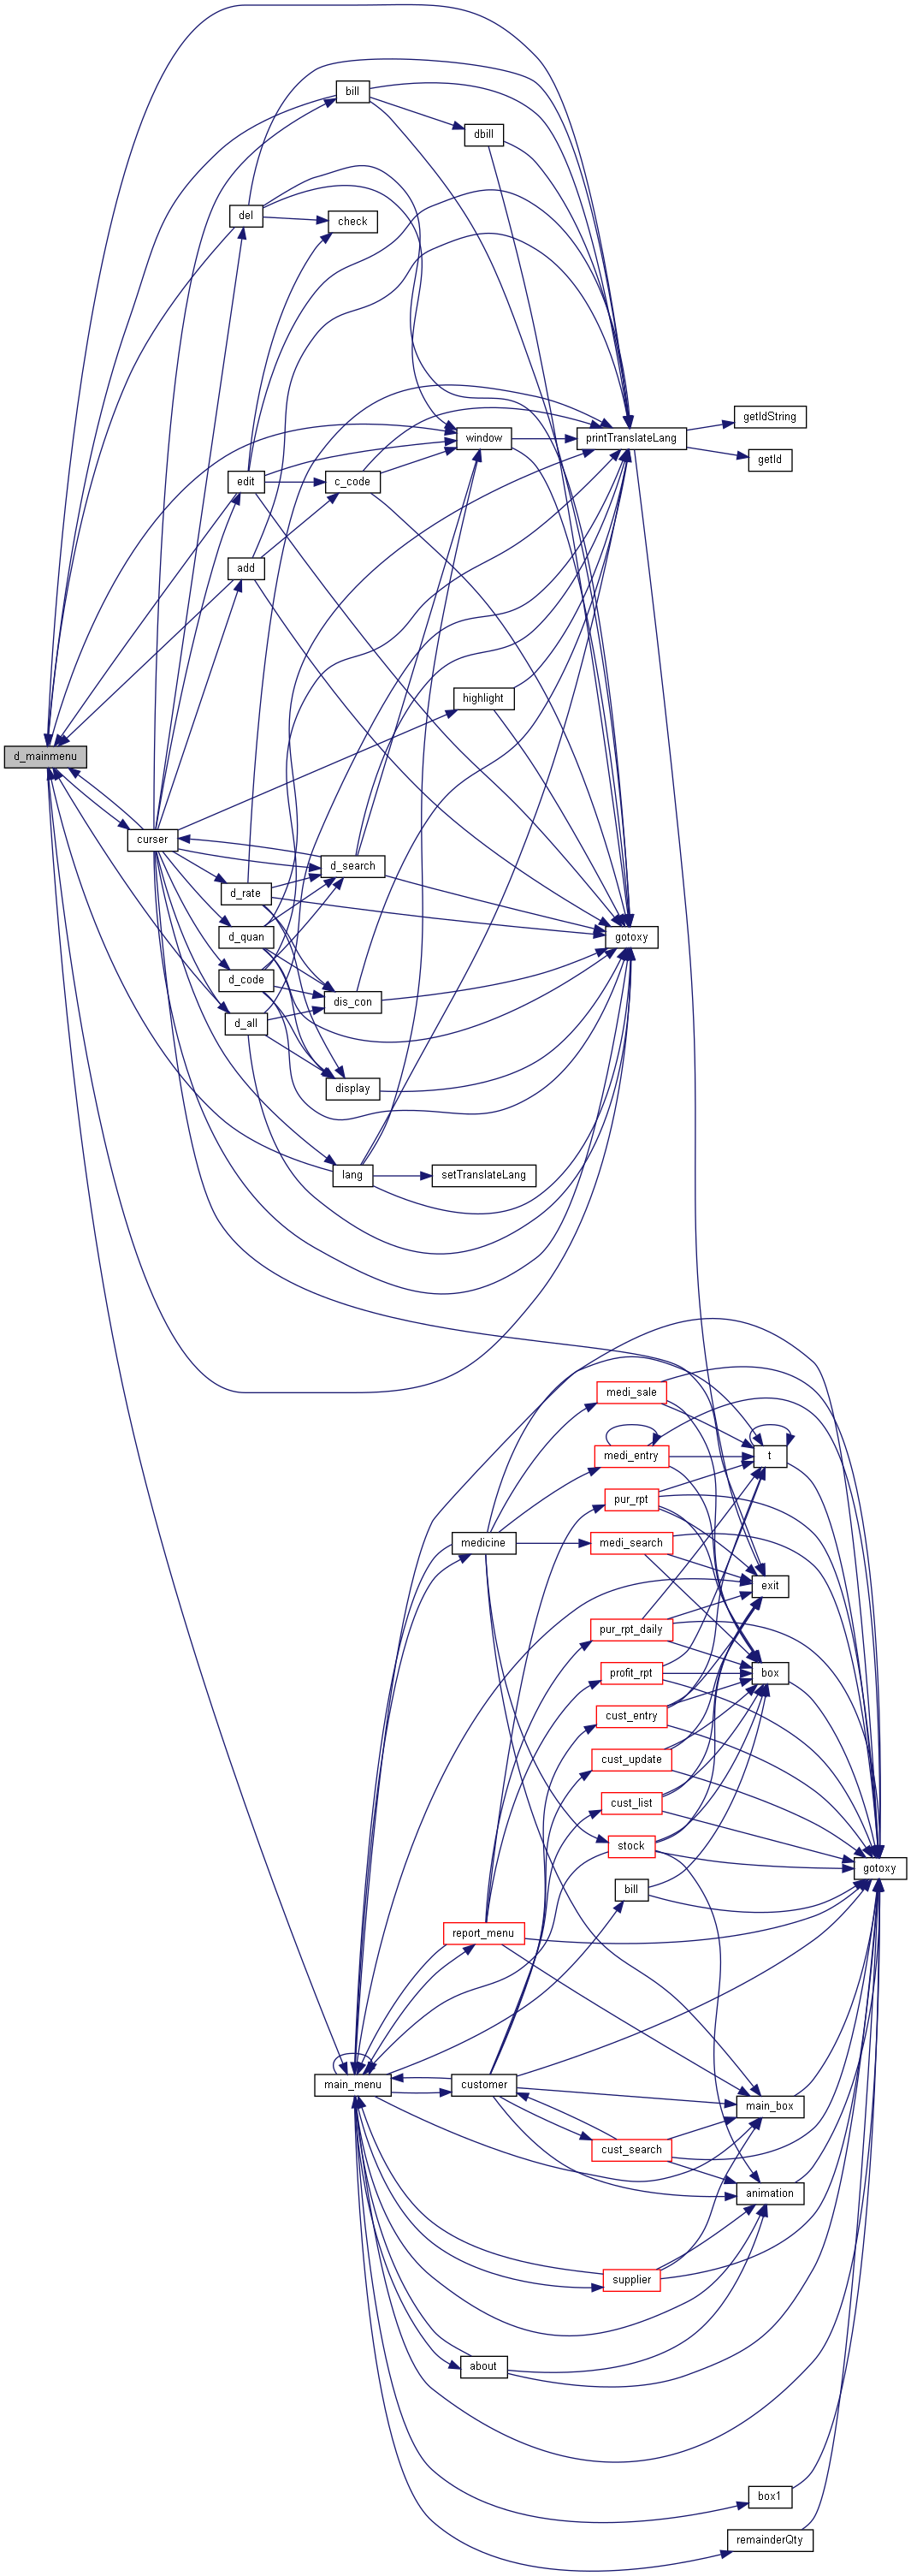 bill
dbill
del
check
getIdString
window
printTranslateLang
getId
edit
c_code
add
highlight
d_mainmenu
curser
d_search
d_rate
d_quan
gotoxy
d_code
dis_con
d_all
display
lang
setTranslateLang
medi_sale
medi_entry
t
pur_rpt
medicine
medi_search
exit
pur_rpt_daily
profit_rpt
box
cust_entry
cust_update
cust_list
stock
gotoxy
bill
report_menu
main_menu
customer
main_box
cust_search
animation
supplier
about
box1
remainderQty